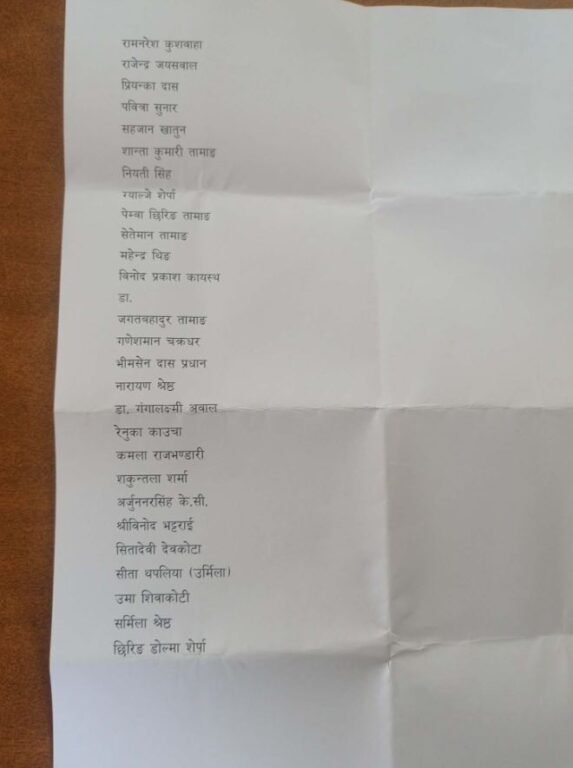 रामनरेश कुशवाहा
राजेन्द्र जयसवाल
प्रियन्का दास
पवित्रा सुनार
सहजान खातुन
शान्ता कुमारी तामाङ
नियती सिंह
ग्याल्जे शेर्पा
पेम्बा छिरिङ तामाङ
सेतेमान तामाङ
महेन्द्र थिङ
विनोद प्रकाश कायस्थ
डा.
जगतबहादुर तामाङ
गणेशमान चक्रधर
भीमसेन दास प्रधान
नारायण श्रेष्ठ
डा. गंगालक्ष्मी अवाल
रेनुका काउचा
कमला राजभण्डारी
शकुन्तला शर्मा
अर्जुननरसिंह के.सी.
श्रीविनोद भट्टराई
सितादेवी देवकोटा
सीता थपलिया (उर्मिला)
उमा शिवाकोटी
सर्मिला श्रेष्ठ
छिरिङ डोल्मा शेर्पा